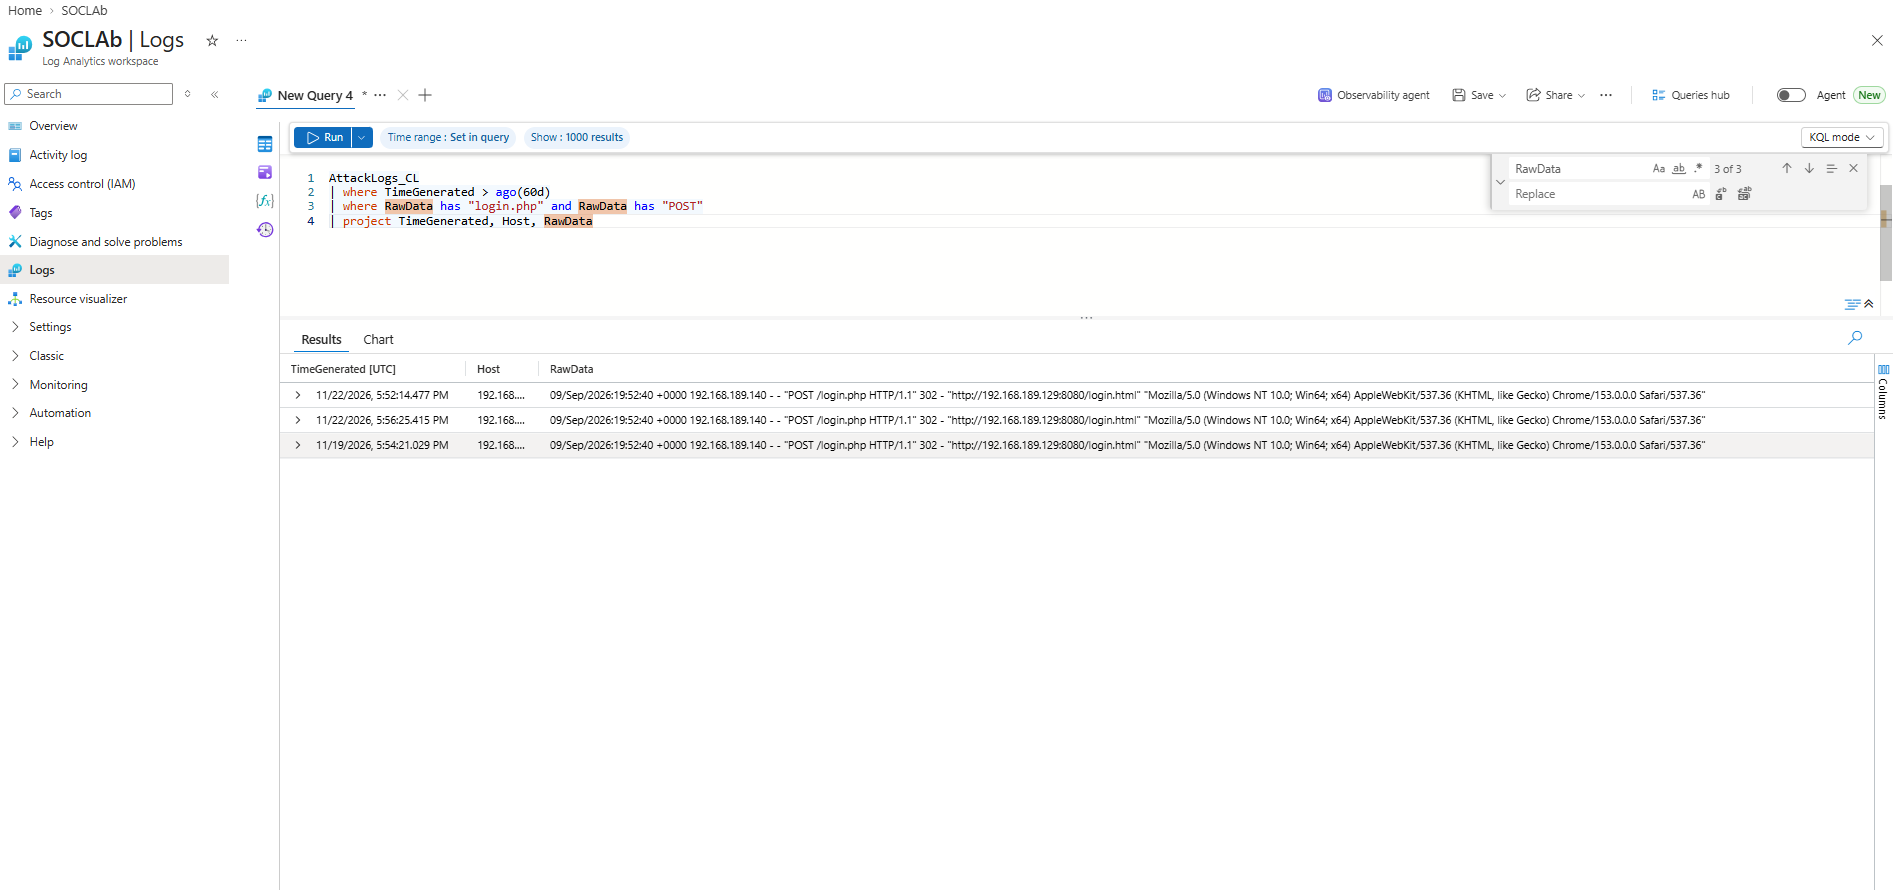 Home > SOCLAb
SOCLAb | Logs ☆ ···
Log Analytics workspace
Search
Overview
Activity log
Access control (IAM)
Tags
Diagnose and solve problems
Logs
Resource visualizer
Settings
Classic
Monitoring
Automation
Help
New Query 4 * ···
Observability agent
Save
Share
···
Queries hub
Agent New
Run
Time range : Set in query
Show : 1000 results
KQL mode
1 AttackLogs_CL
2 | where TimeGenerated > ago(60d)
3 | where RawData has "login.php" and RawData has "POST"
4 | project TimeGenerated, Host, RawData
RawData Aa ab .* 3 of 3
Replace AB
Results Chart
TimeGenerated [UTC] Host RawData
11/22/2026, 5:52:14.477 PM 192.168.... 09/Sep/2026:19:52:40 +0000 192.168.189.140 - - "POST /login.php HTTP/1.1" 302 - "http://192.168.189.129:8080/login.html" "Mozilla/5.0 (Windows NT 10.0; Win64; x64) AppleWebKit/537.36 (KHTML, like Gecko) Chrome/153.0.0.0 Safari/537.36"
11/22/2026, 5:56:25.415 PM 192.168.... 09/Sep/2026:19:52:40 +0000 192.168.189.140 - - "POST /login.php HTTP/1.1" 302 - "http://192.168.189.129:8080/login.html" "Mozilla/5.0 (Windows NT 10.0; Win64; x64) AppleWebKit/537.36 (KHTML, like Gecko) Chrome/153.0.0.0 Safari/537.36"
11/19/2026, 5:54:21.029 PM 192.168.... 09/Sep/2026:19:52:40 +0000 192.168.189.140 - - "POST /login.php HTTP/1.1" 302 - "http://192.168.189.129:8080/login.html" "Mozilla/5.0 (Windows NT 10.0; Win64; x64) AppleWebKit/537.36 (KHTML, like Gecko) Chrome/153.0.0.0 Safari/537.36"
Columns